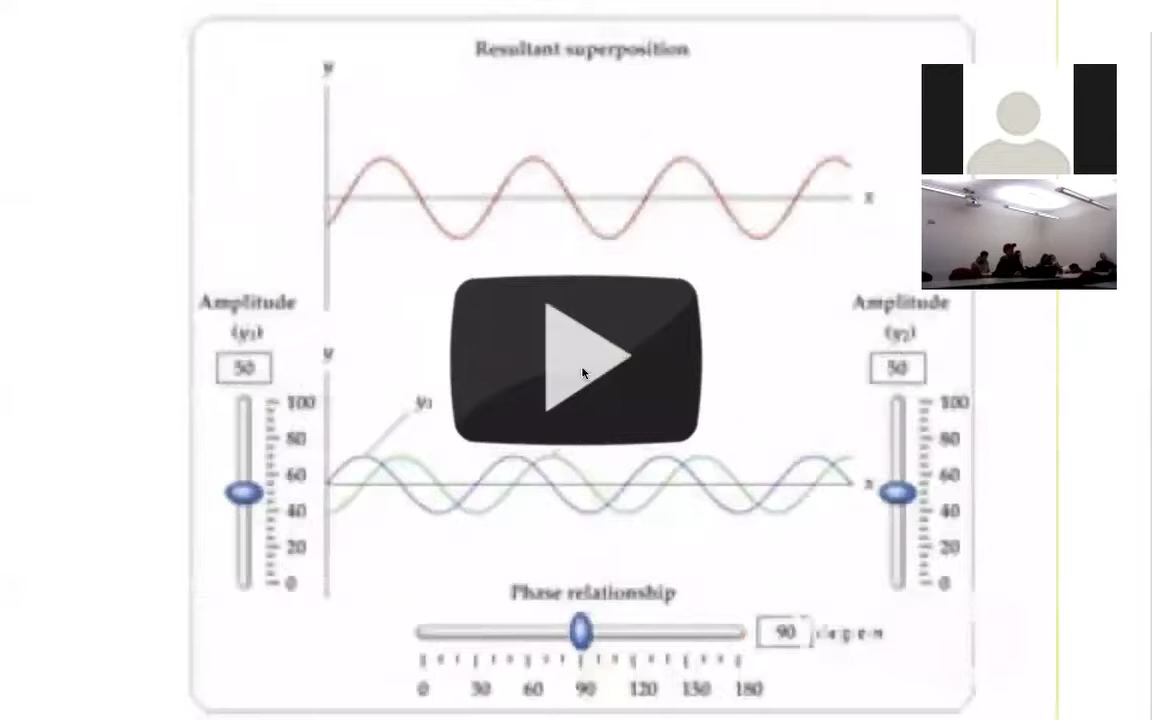 Resultant superposition
y
x
Amplitude
(y₁)
50
100
80
60
40
20
0
y
y₁
x
Amplitude
(y₂)
50
100
80
60
40
20
0
Phase relationship
90
0 30 60 90 120 150 180